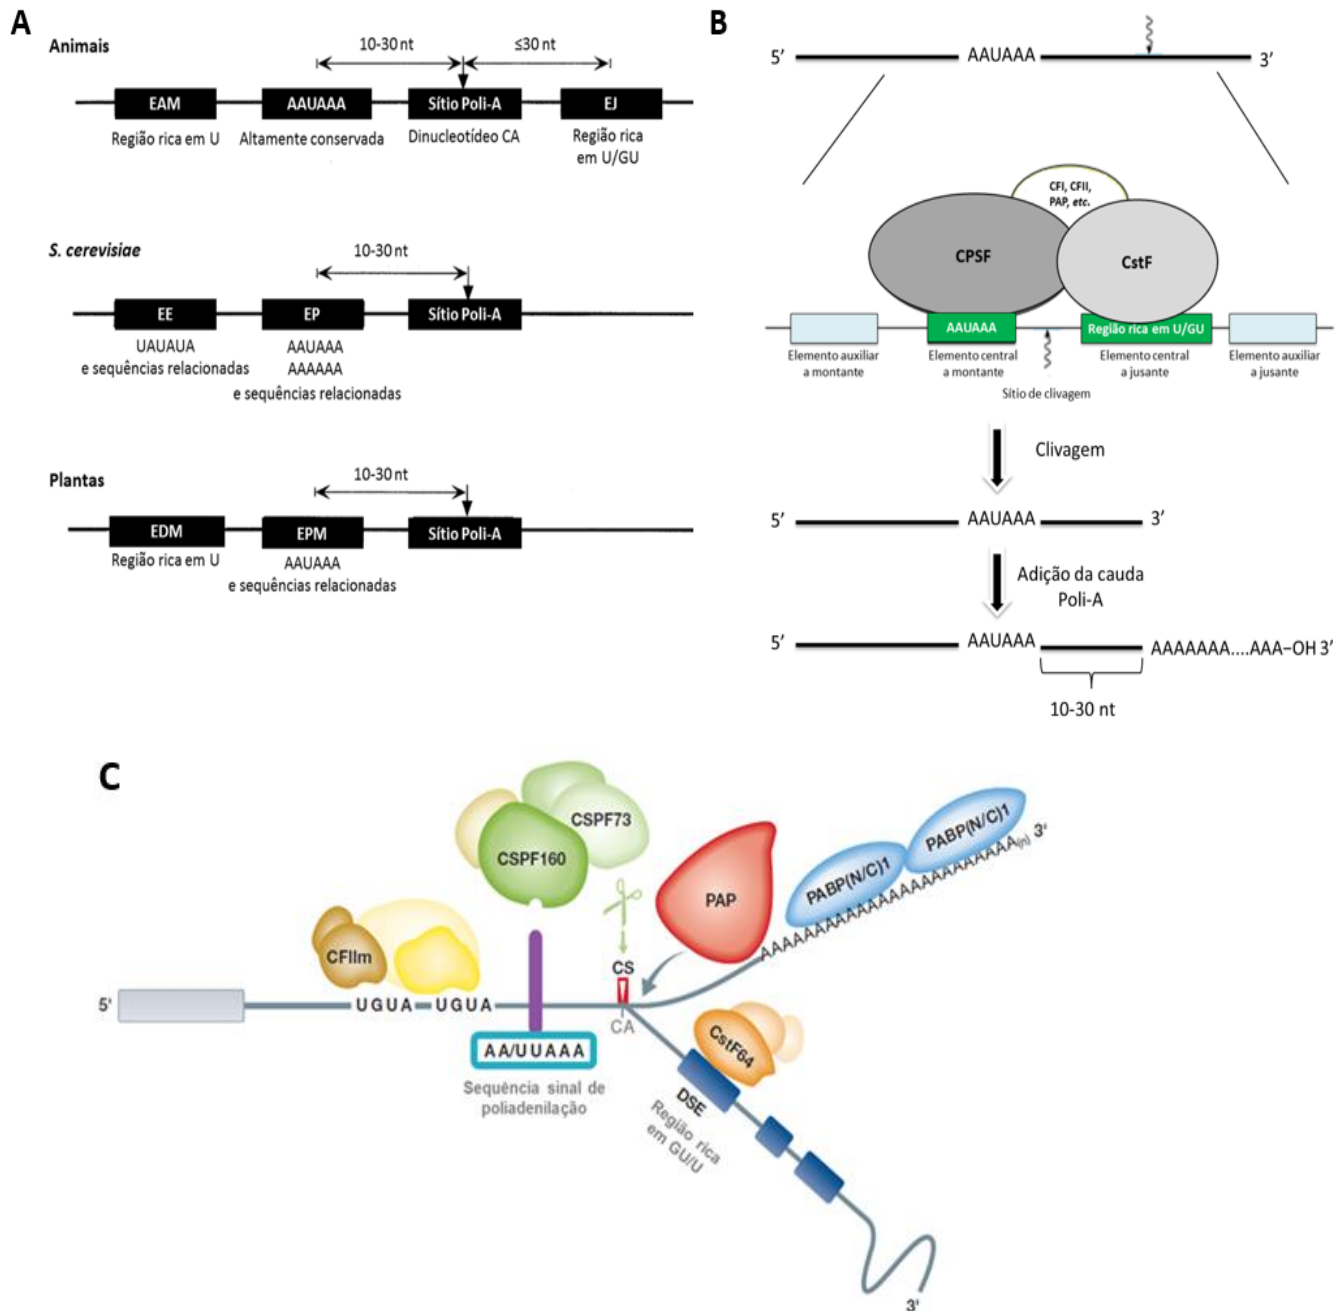 A
Animais
10-30 nt
≤30 nt
EAM
AAUAAA
Sítio Poli-A
EJ
Região rica em U
Altamente conservada
Dinucleotídeo CA
Região rica
em U/GU
S. cerevisiae
10-30 nt
EE
EP
Sítio Poli-A
UAUAUA
e sequências relacionadas
AAUAAA
AAAAAA
e sequências relacionadas
Plantas
10-30 nt
EDM
EPM
Sítio Poli-A
Região rica em U
AAUAAA
e sequências relacionadas
B
5’
AAUAAA
3’
CFI, CFII,
PAP, etc.
CPSF
CstF
AAUAAA
Região rica em U/GU
Elemento auxiliar
a montante
Elemento central
a montante
Elemento central
a jusante
Elemento auxiliar
a jusante
Sítio de clivagem
Clivagem
5’
AAUAAA
3’
Adição da cauda
Poli-A
5’
AAUAAA
AAAAAAA....AAA–OH 3’
10-30 nt
C
CSPF73
CSPF160
PAP
PABP(N/C)1
PABP(N/C)1
AAAAAAAAAAAAAAAAAAAAAAAA(n) 3'
CFIIm
CS
5'
UGUA
UGUA
CA
AA/UUAAA
Sequência sinal de
poliadenilação
CstF64
DSE
Região rica
em GU/U
3'